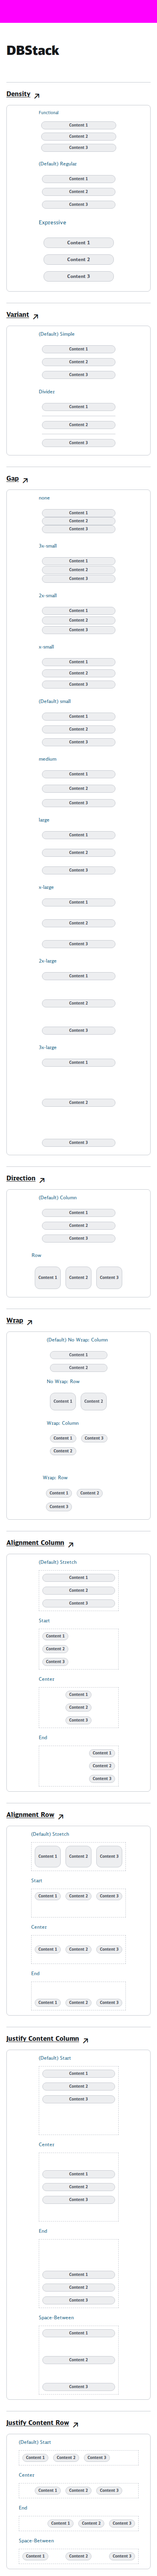 DBStack
Density
Functional
Content 1
Content 2
Content 3
(Default) Regular
Content 1
Content 2
Content 3
Expressive
Content 1
Content 2
Content 3
Variant
(Default) Simple
Content 1
Content 2
Content 3
Divider
Content 1
Content 2
Content 3
Gap
none
Content 1
Content 2
Content 3
3x-small
Content 1
Content 2
Content 3
2x-small
Content 1
Content 2
Content 3
x-small
Content 1
Content 2
Content 3
(Default) small
Content 1
Content 2
Content 3
medium
Content 1
Content 2
Content 3
large
Content 1
Content 2
Content 3
x-large
Content 1
Content 2
Content 3
2x-large
Content 1
Content 2
Content 3
3x-large
Content 1
Content 2
Content 3
Direction
(Default) Column
Content 1
Content 2
Content 3
Row
Content 1 Content 2 Content 3
Wrap
(Default) No Wrap: Column
Content 1
Content 2
No Wrap: Row
Content 1 Content 2
Wrap: Column
Content 1 Content 3
Content 2
Wrap: Row
Content 1 Content 2
Content 3
Alignment Column
(Default) Stretch
Content 1
Content 2
Content 3
Start
Content 1
Content 2
Content 3
Center
Content 1
Content 2
Content 3
End
Content 1
Content 2
Content 3
Alignment Row
(Default) Stretch
Content 1 Content 2 Content 3
Start
Content 1 Content 2 Content 3
Center
Content 1 Content 2 Content 3
End
Content 1 Content 2 Content 3
Justify Content Column
(Default) Start
Content 1
Content 2
Content 3
Center
Content 1
Content 2
Content 3
End
Content 1
Content 2
Content 3
Space-Between
Content 1
Content 2
Content 3
Justify Content Row
(Default) Start
Content 1 Content 2 Content 3
Center
Content 1 Content 2 Content 3
End
Content 1 Content 2 Content 3
Space-Between
Content 1 Content 2 Content 3